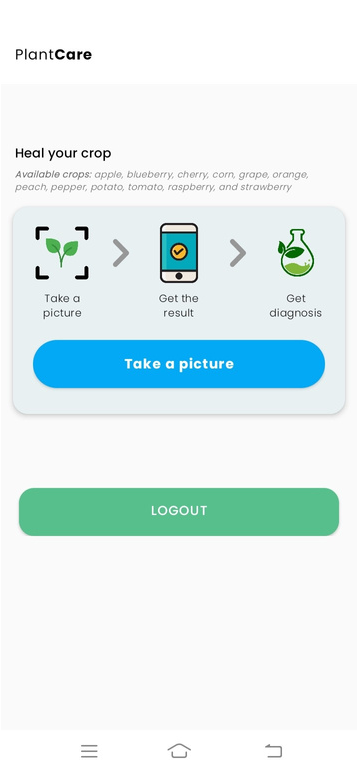 PlantCare
Heal your crop
Available crops: apple, blueberry, cherry, corn, grape, orange,
peach, pepper, potato, tomato, raspberry, and strawberry
Take a picture
Get the result
Get diagnosis
Take a picture
LOGOUT